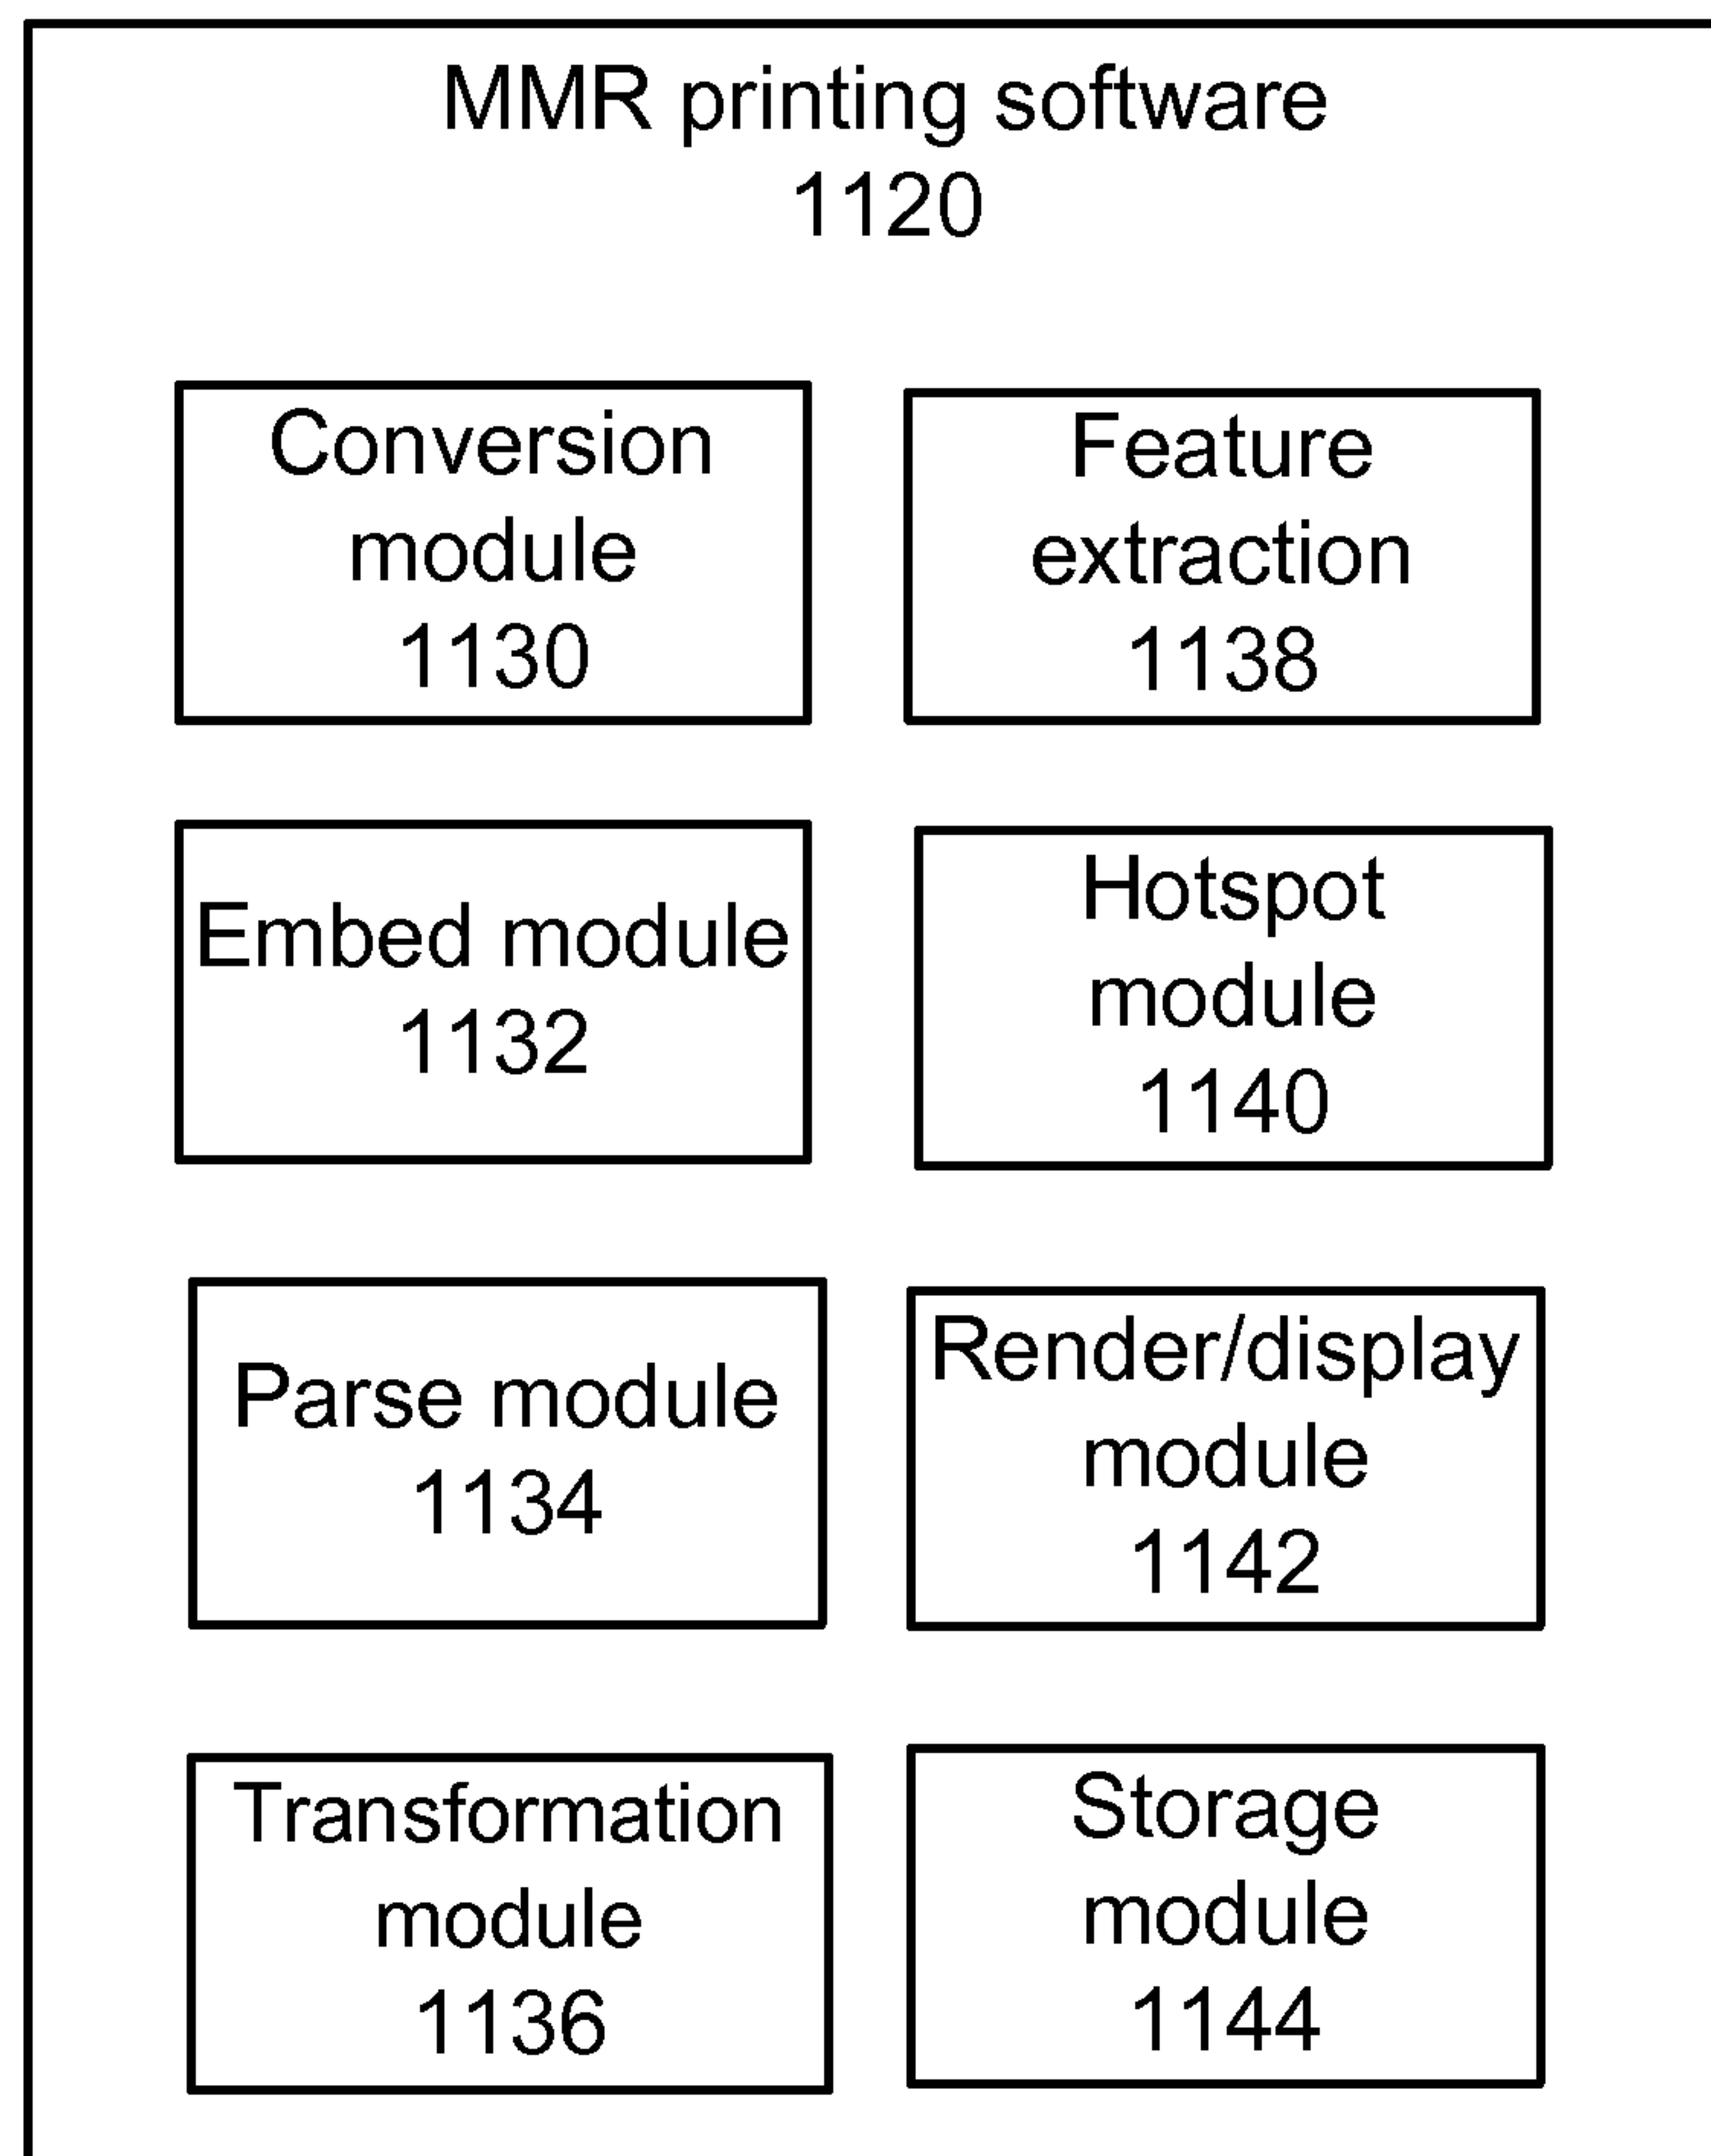 MMR printing software
1120
Conversion
module
1130
Feature
extraction
1138
Embed module
1132
Hotspot
module
1140
Parse module
1134
Render/display
module
1142
Transformation
module
1136
Storage
module
1144